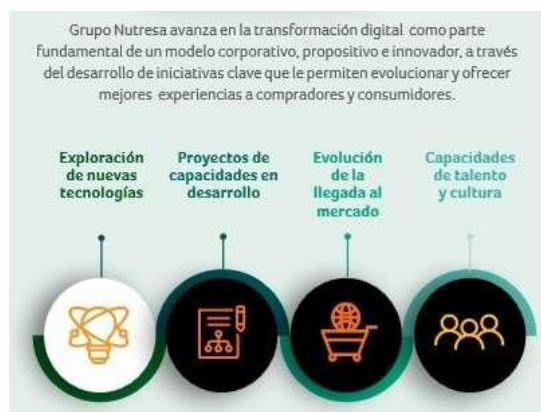 Grupo Nutresa avanza en la transformación digital como parte
fundamental de un modelo corporativo, propositivo e innovador, a través
del desarrollo de iniciativas clave que le permiten evolucionar y ofrecer
mejores experiencias a compradores y consumidores.
Exploración
de nuevas
tecnologías
Proyectos de
capacidades en
desarrollo
Evolución
de la
llegada al
mercado
Capacidades
de talento
y cultura